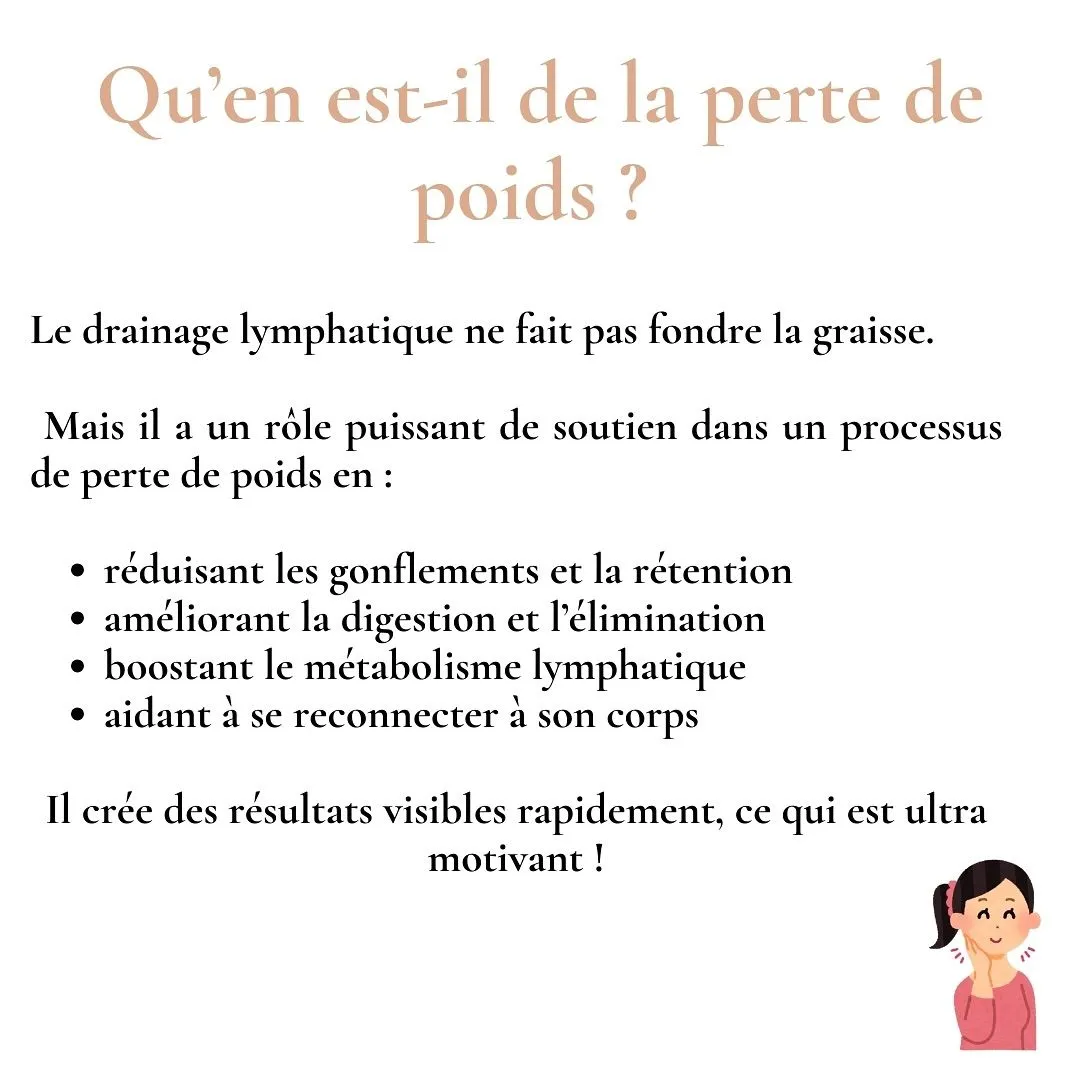 Qu’en est-il de la perte de
poids ?
Le drainage lymphatique ne fait pas fondre la graisse.
Mais il a un rôle puissant de soutien dans un processus
de perte de poids en :
• réduisant les gonflements et la rétention
• améliorant la digestion et l’élimination
• boostant le métabolisme lymphatique
• aidant à se reconnecter à son corps
Il crée des résultats visibles rapidement, ce qui est ultra
motivant !